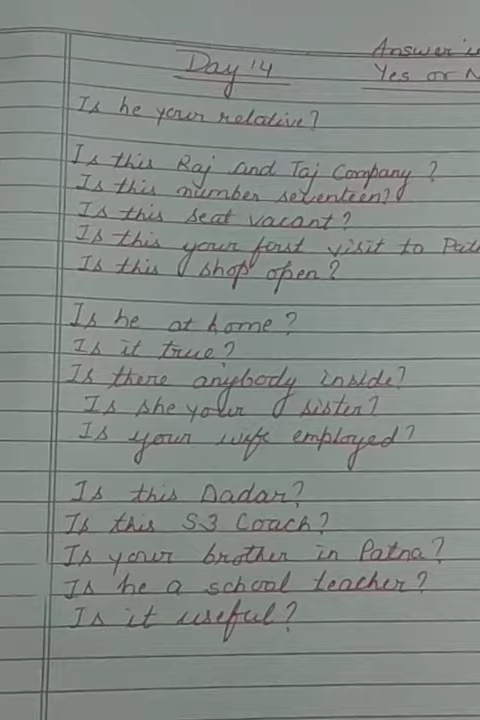 Day 14
Answer in
Yes or N
Is he your relative?
Is this Raj and Taj Company?
Is this number seventeen?
Is this seat vacant?
Is this your first visit to Pat
Is this shop open?
Is he at home?
Is it true?
Is there anybody inside?
Is she your sister?
Is your wife employed?
Is this Dadar?
Is this S3 Coach?
Is your brother in Patna?
Is he a school teacher?
Is it useful?